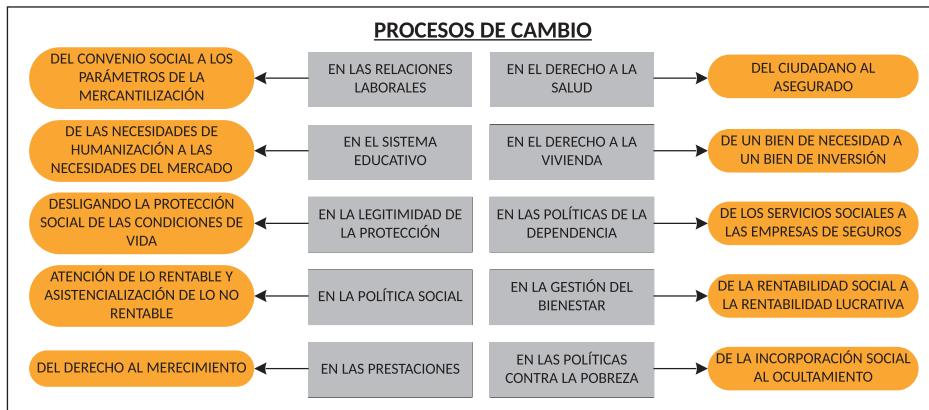 PROCESOS DE CAMBIO
DEL CONVENIO SOCIAL A LOS
PARÁMETROS DE LA
MERCANTILIZACIÓN
EN LAS RELACIONES
LABORALES
EN EL DERECHO A LA
SALUD
DEL CIUDADANO AL
ASEGURADO
DE LAS NECESIDADES DE
HUMANIZACIÓN A LAS
NECESIDADES DEL MERCADO
EN EL SISTEMA
EDUCATIVO
EN EL DERECHO A LA
VIVIENDA
DE UN BIEN DE NECESIDAD A
UN BIEN DE INVERSIÓN
DESLIGANDO LA PROTECCIÓN
SOCIAL DE LAS CONDICIONES DE
VIDA
EN LA LEGITIMIDAD DE
LA PROTECCIÓN
EN LAS POLÍTICAS DE LA
DEPENDENCIA
DE LOS SERVICIOS SOCIALES A
LAS EMPRESAS DE SEGUROS
ATENCIÓN DE LO RENTABLE Y
ASISTENCIALIZACIÓN DE LO NO
RENTABLE
EN LA POLÍTICA SOCIAL
EN LA GESTIÓN DEL
BIENESTAR
DE LA RENTABILIDAD SOCIAL A
LA RENTABILIDAD LUCRATIVA
DEL DERECHO AL MERECIMIENTO
EN LAS PRESTACIONES
EN LAS POLÍTICAS
CONTRA LA POBREZA
DE LA INCORPORACIÓN SOCIAL
AL OCULTAMIENTO